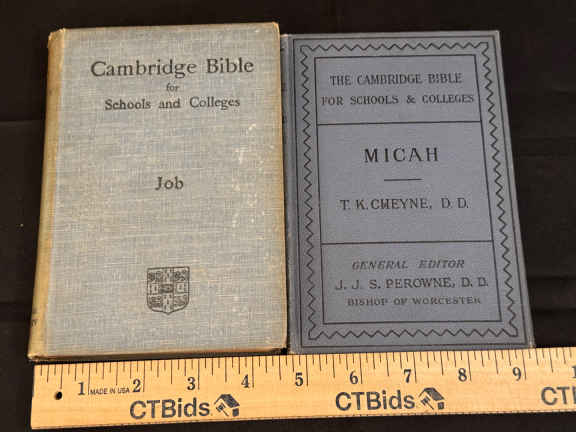 Cambridge Bible
for
Schools and Colleges
Job
THE CAMBRIDGE BIBLE
FOR SCHOOLS & COLLEGES
MICAH
T. K. CHEYNE, D. D.
GENERAL EDITOR
J. J. S. PEROWNE, D. D.
BISHOP OF WORCESTER
1 MADE IN USA 2 3 4 5 6 7 8 9
CTBids CTBids CT